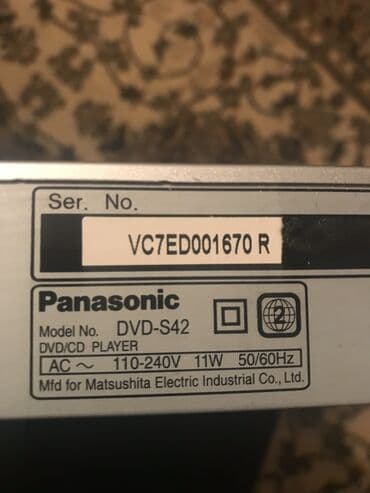 Ser. No.
VC7ED001670 R
Panasonic
Model No. DVD-S42
2
DVD/CD PLAYER
AC ~ 110-240V 11W 50/60Hz
Mfd for Matsushita Electric Industrial Co., Ltd.